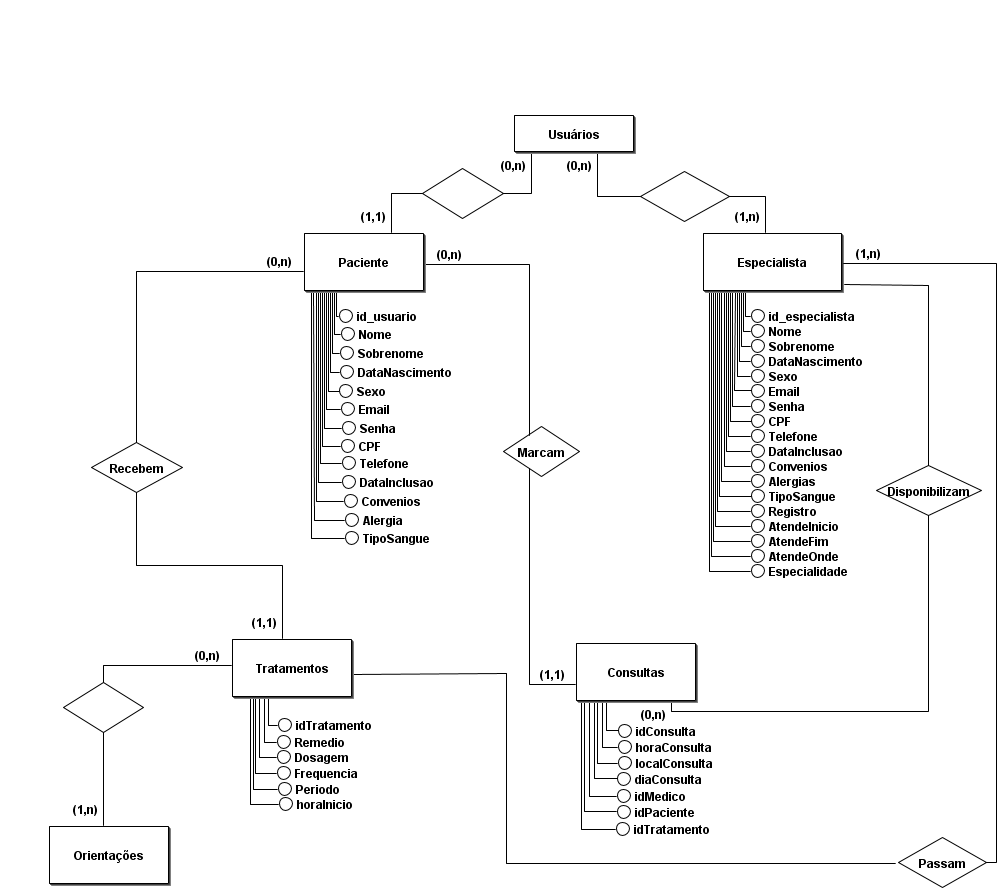 Usuários
(0,n)
(0,n)
(1,1)
(1,n)
(0,n)
Paciente
(0,n)
Especialista
(1,n)
id_usuario
Nome
Sobrenome
DataNascimento
Sexo
Email
Senha
CPF
Telefone
DataInclusao
Convenios
Alergia
TipoSangue
id_especialista
Nome
Sobrenome
DataNascimento
Sexo
Email
Senha
CPF
Telefone
DataInclusao
Convenios
Alergias
TipoSangue
Registro
AtendeInicio
AtendeFim
AtendeOnde
Especialidade
Recebem
Marcam
Disponibilizam
(1,1)
(0,n)
Tratamentos
(1,1)
Consultas
(0,n)
idTratamento
Remedio
Dosagem
Frequencia
Periodo
horaInicio
idConsulta
horaConsulta
localConsulta
diaConsulta
idMedico
idPaciente
idTratamento
(1,n)
Orientações
Passam